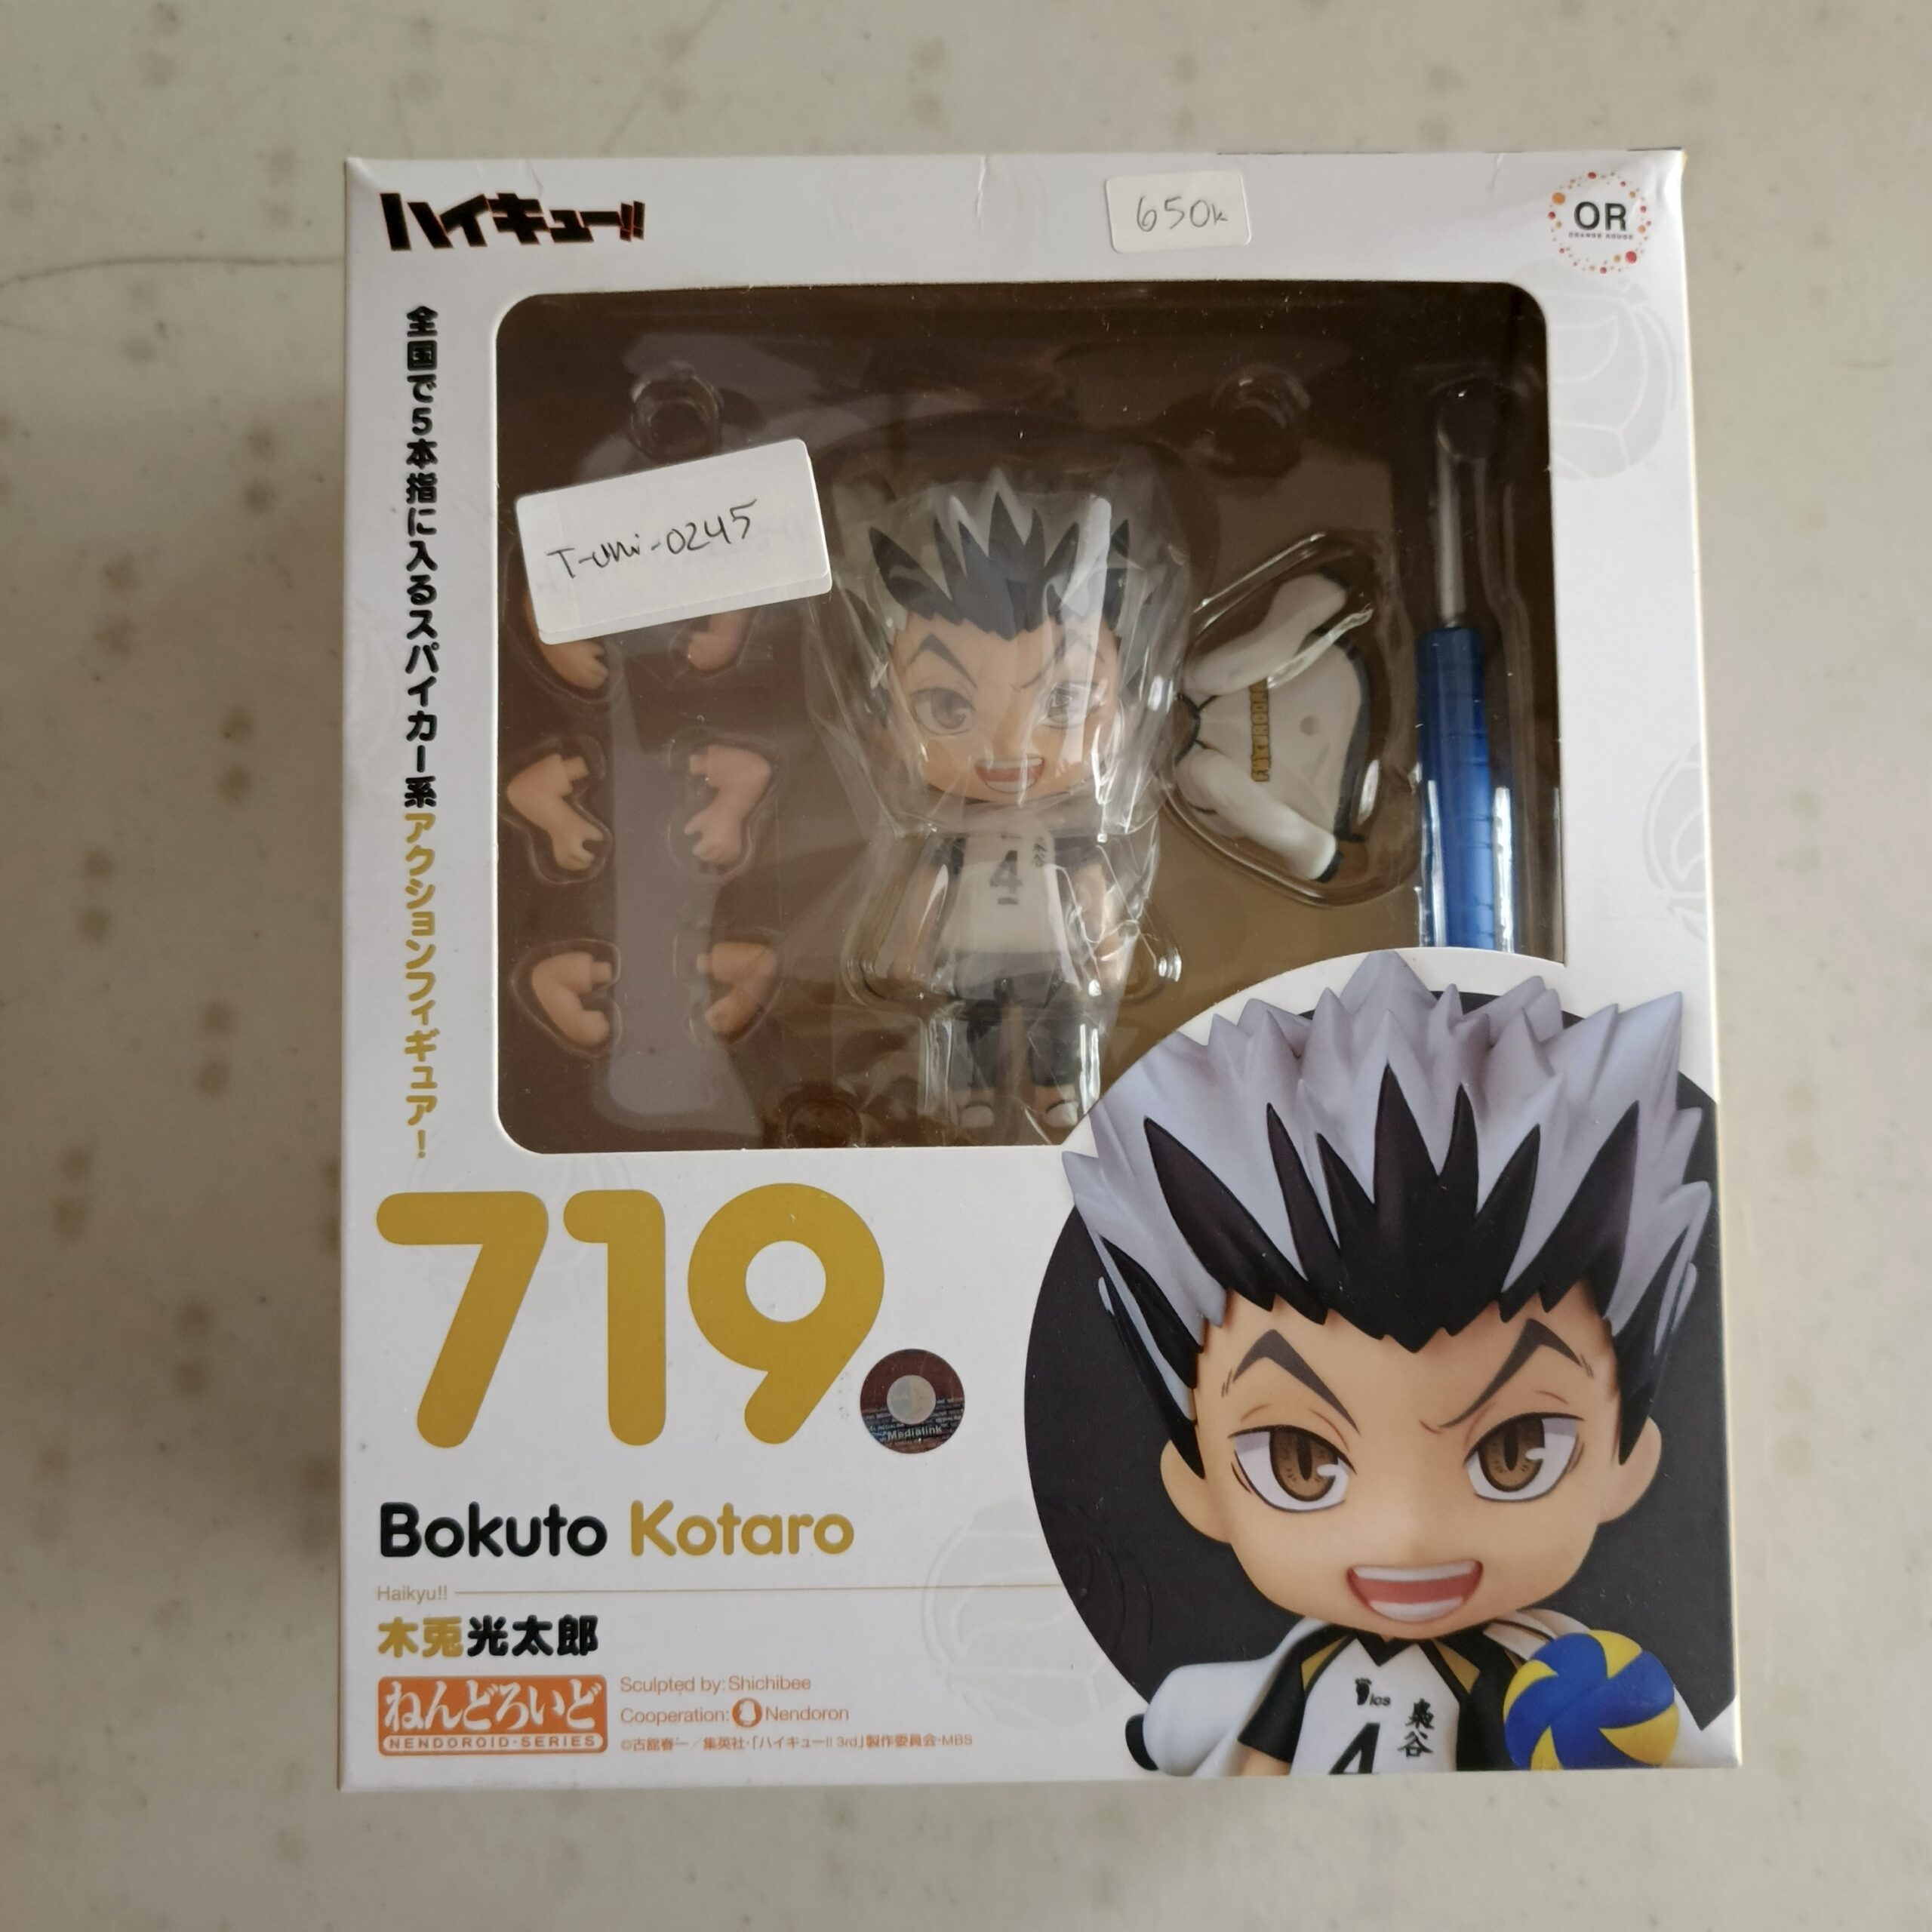 ハイキュー!!
650k
OR
ORANGE ROUGE
全国で5本指に入るスパイカー系アクションフィギュア!
T-uni-0245
FUKURODANI
4
719
Medialink
Bokuto Kotaro
Haikyu!!
木兎光太郎
ねんどろいど
NENDOROID·SERIES
Sculpted by: Shichibee
Cooperation: Nendoron
©古舘春一／集英社・「ハイキュー!! 3rd」製作委員会・MBS
ios
梟谷
4